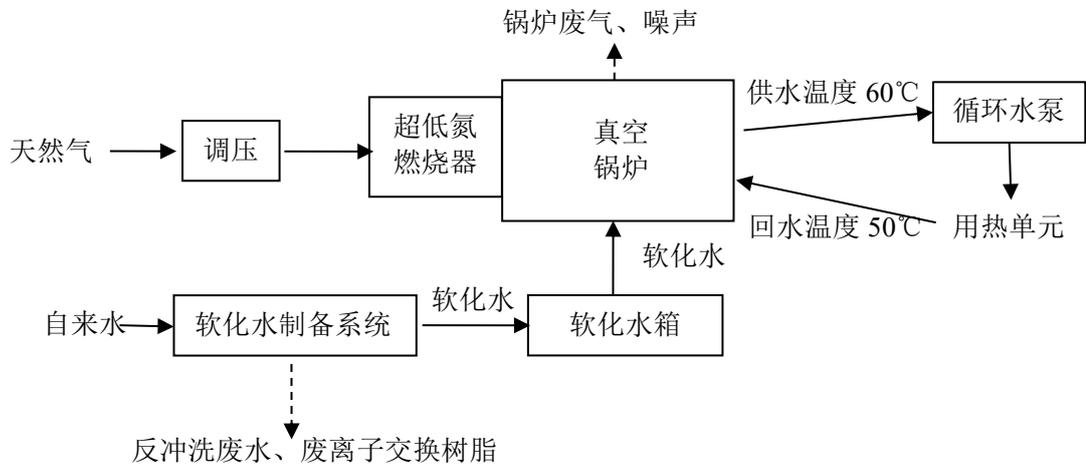 锅炉废气、噪声
供水温度 60℃
循环水泵
天然气
调压
超低氮
燃烧器
真空
锅炉
回水温度 50℃
用热单元
软化水
自来水
软化水制备系统
软化水
软化水箱
反冲洗废水、废离子交换树脂